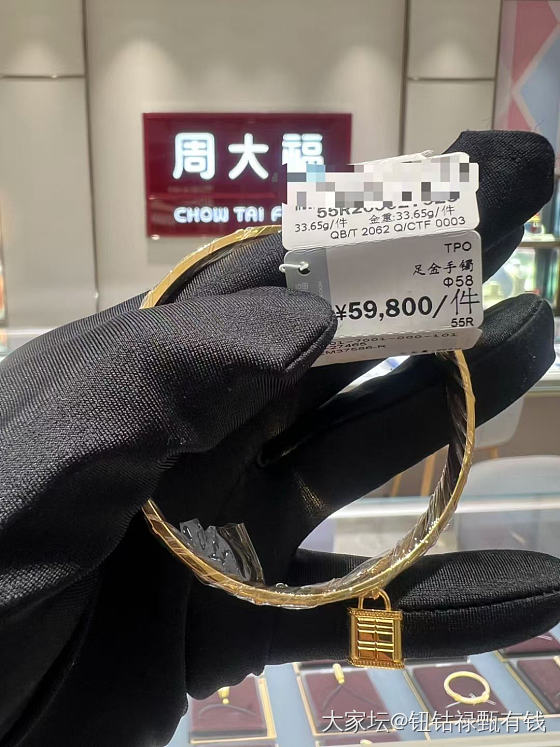 周大福
CHOW TAI F
33.65g/件 金重:33.65g/件
QB/T 2062 Q/CTF 0003
TPO
足金手镯
Φ58
¥59,800/件
55R
大家坛@钮钴禄甄有钱